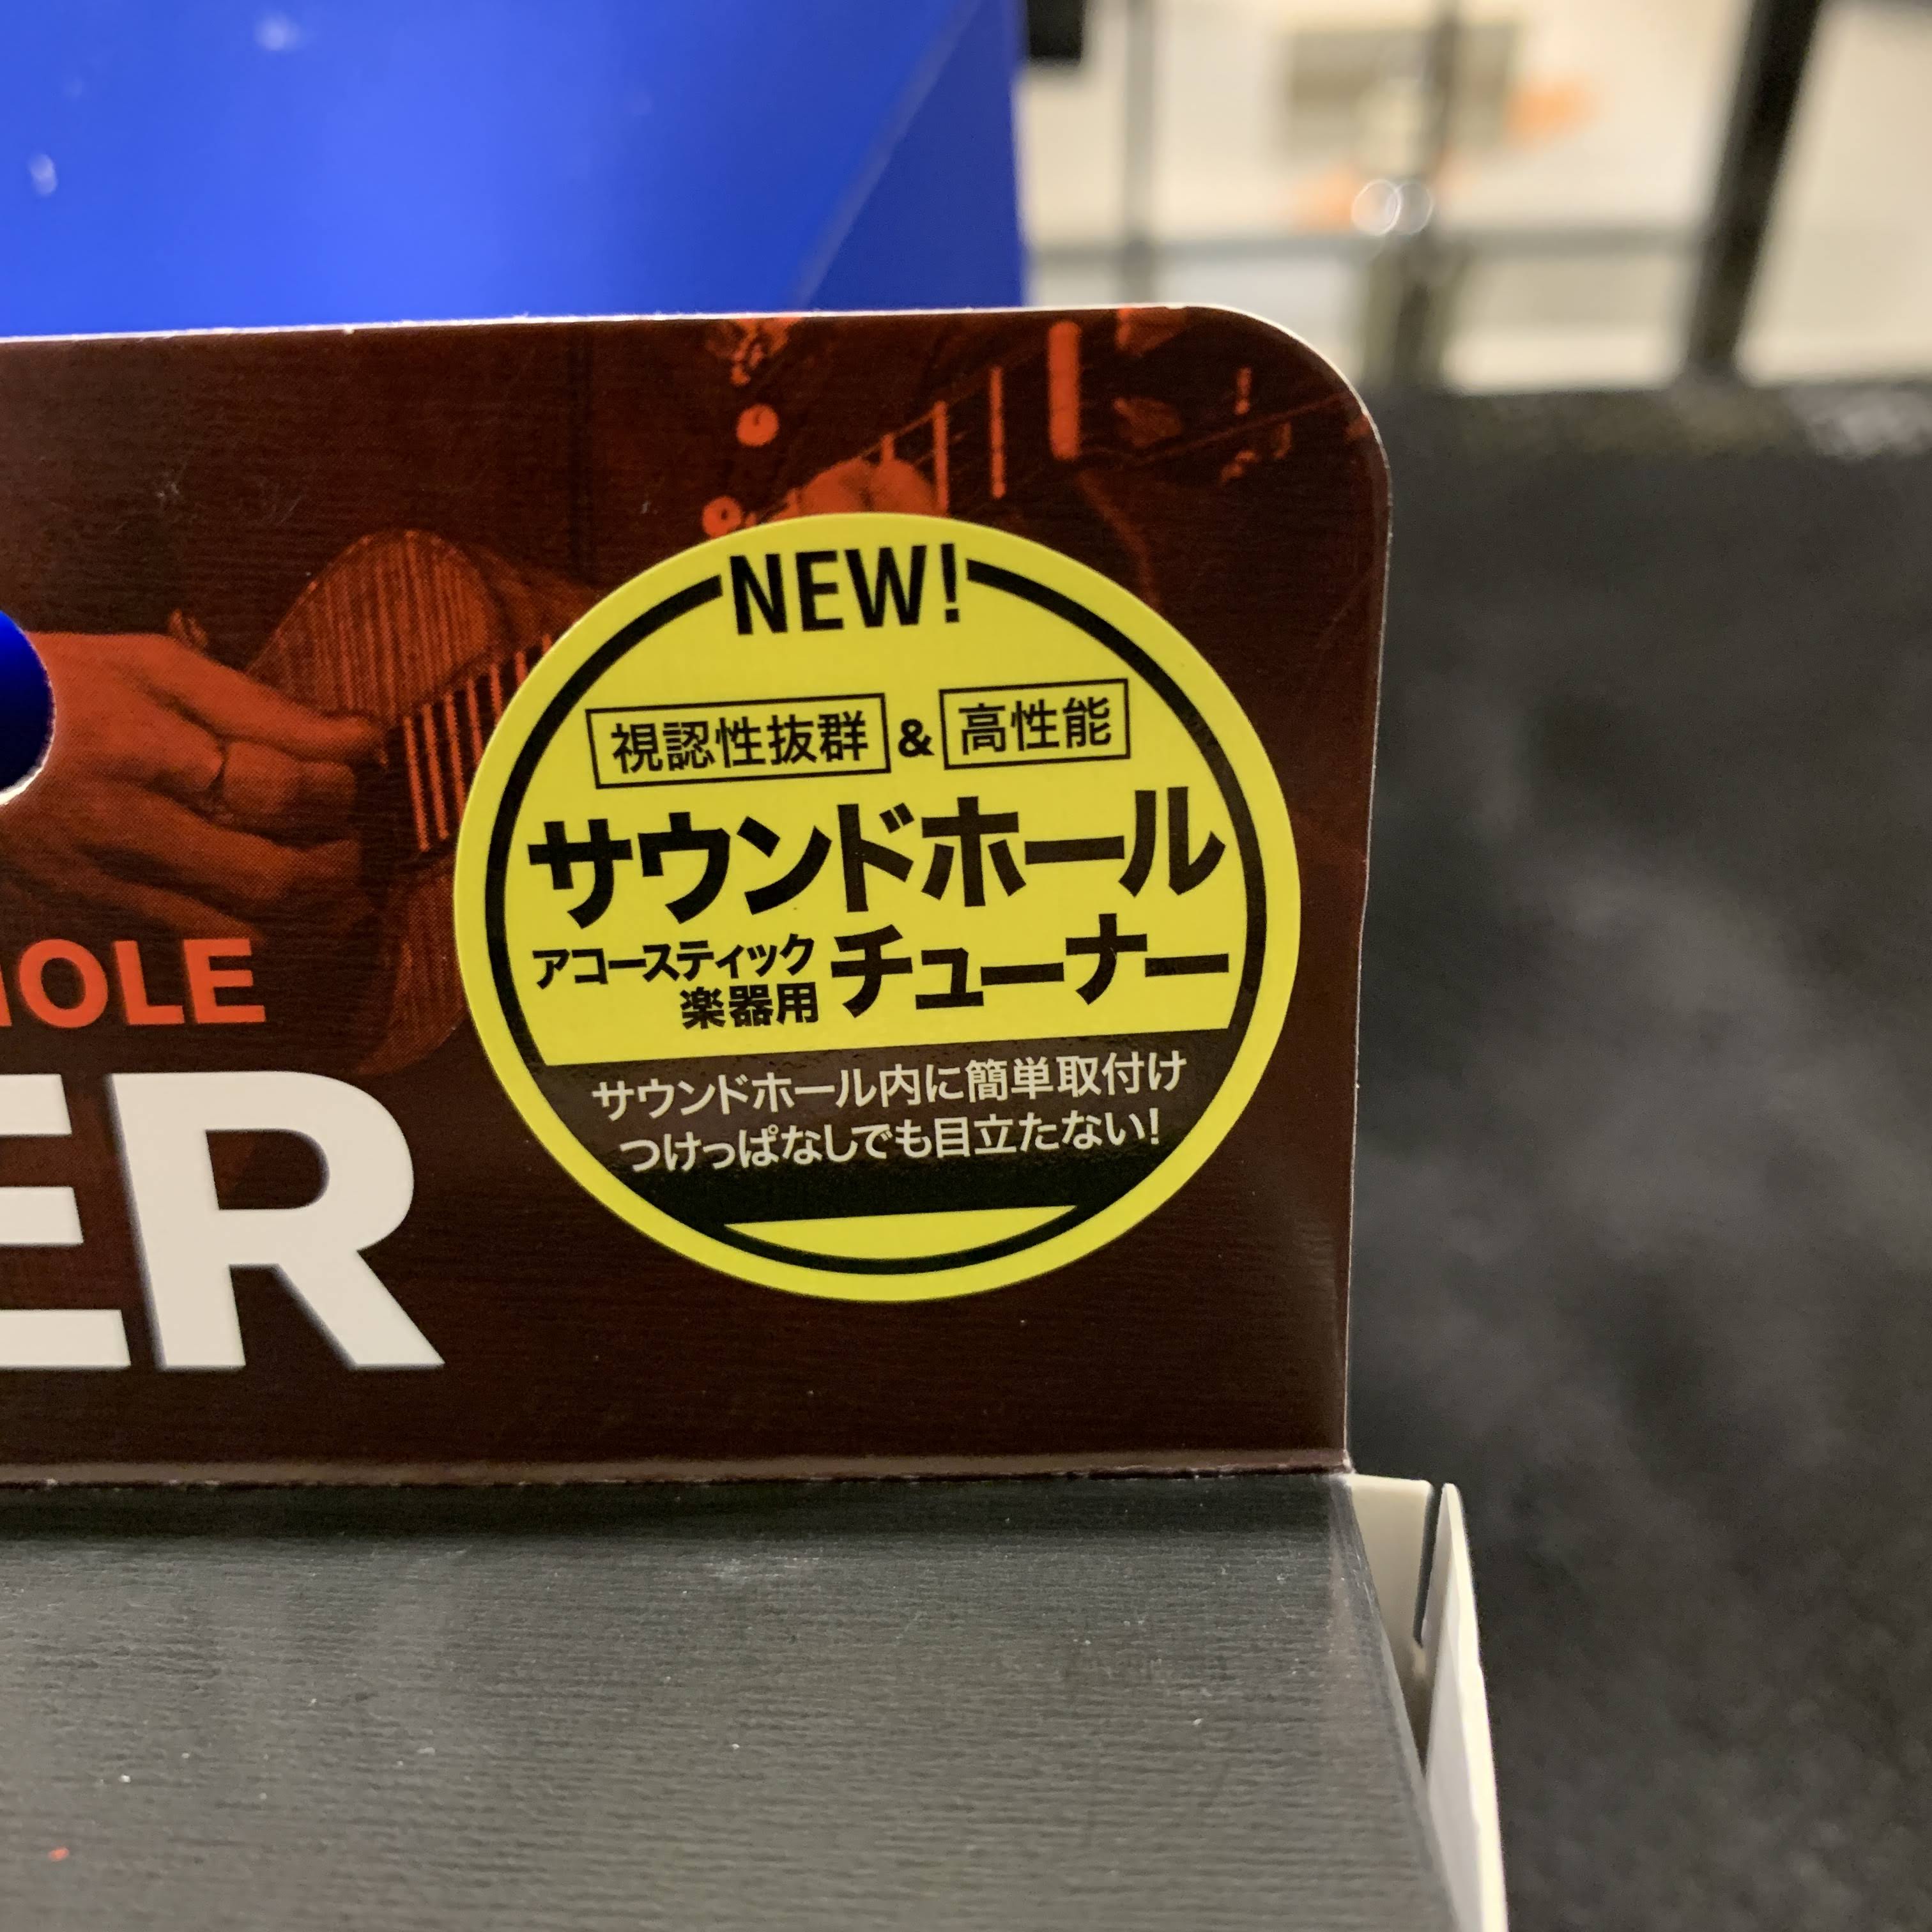 NEW!
視認性抜群 & 高性能
サウンドホール
アコースティック
楽器用
チューナー
サウンドホール内に簡単取付け
つけっぱなしでも目立たない!
HOLE
ER